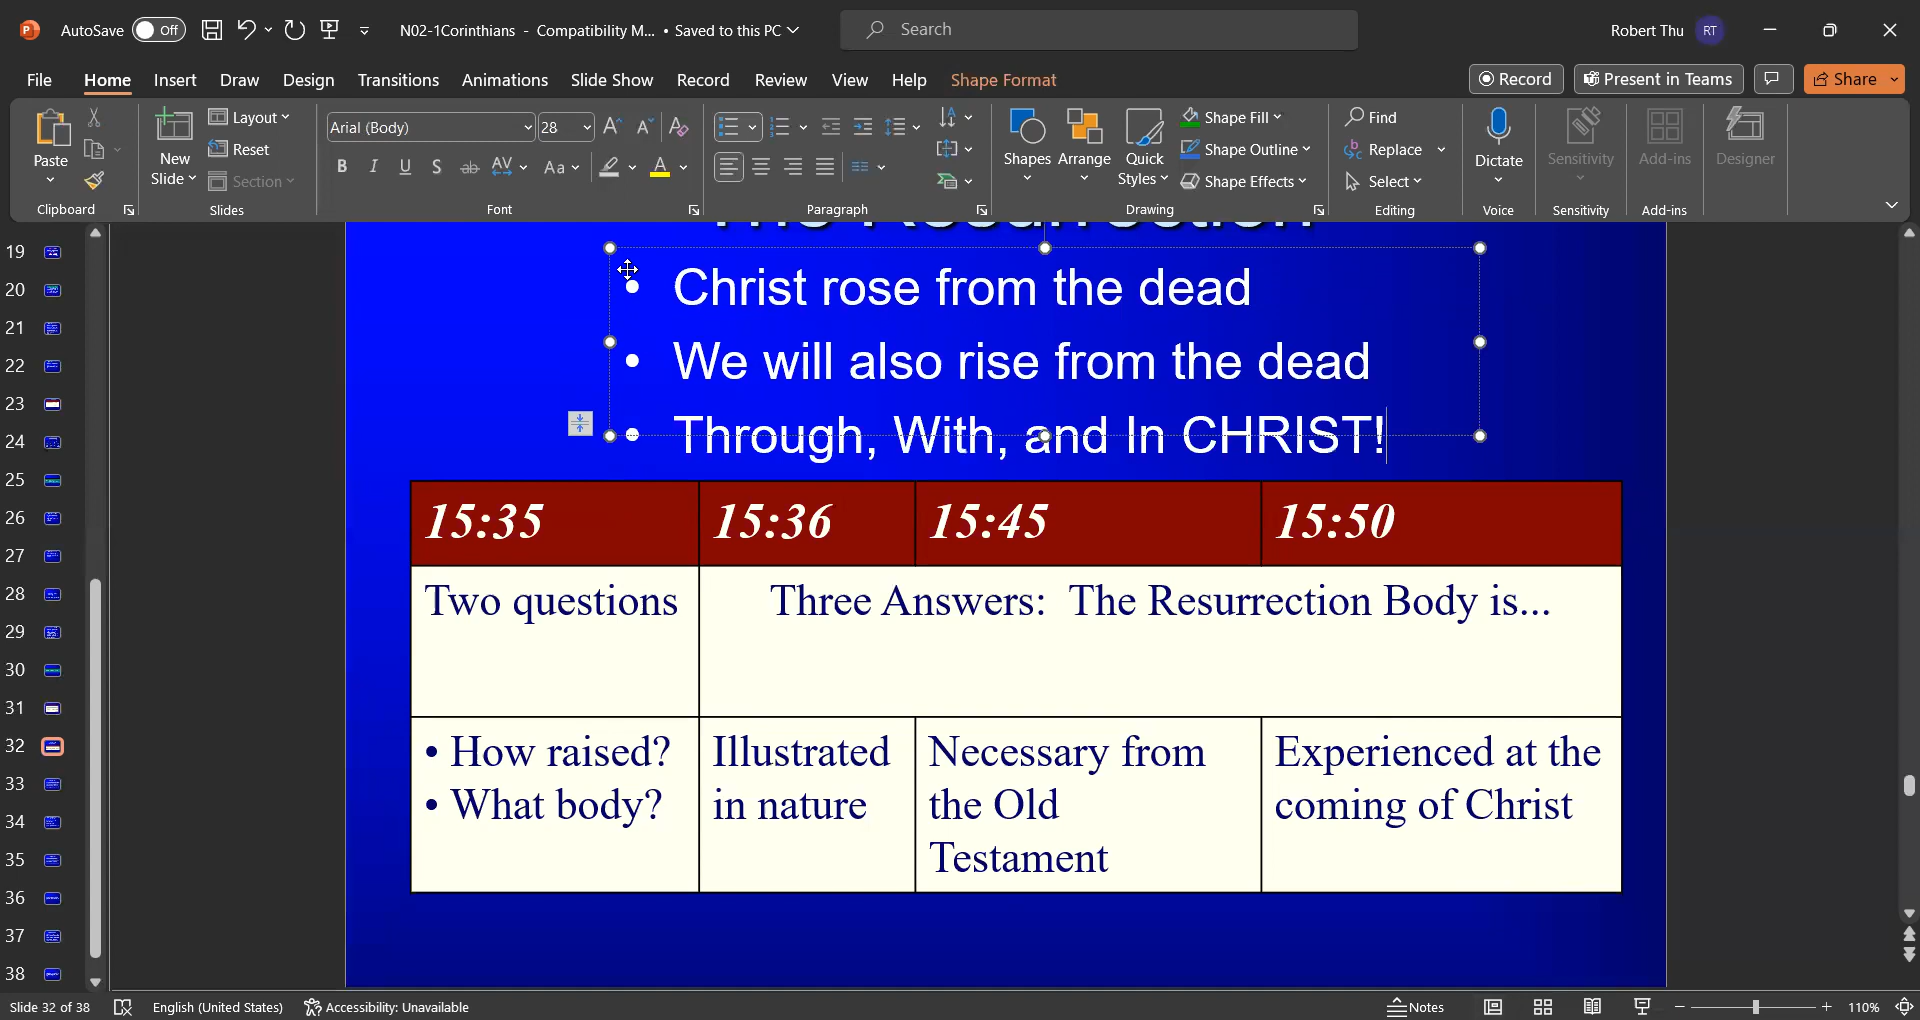 AutoSave Off N02-1Corinthians - Compatibility M... • Saved to this PC Search Robert Thu RT
File Home Insert Draw Design Transitions Animations Slide Show Record Review View Help Shape Format Record Present in Teams Share
Paste
New Slide
Layout
Reset
Section
Arial (Body) 28
Shapes
Arrange
Quick Styles
Shape Fill
Shape Outline
Shape Effects
Find
Replace
Select
Dictate
Sensitivity
Add-ins
Designer
Clipboard Slides Font Paragraph Drawing Editing Voice Sensitivity Add-ins
19
20
21
22
23
24
25
26
27
28
29
30
31
32
33
34
35
36
37
38
The Resurrection
• Christ rose from the dead
• We will also rise from the dead
• Through, With, and In CHRIST!
15:35 15:36 15:45 15:50
Two questions Three Answers: The Resurrection Body is...
• How raised?
• What body?
Illustrated
in nature
Necessary from
the Old
Testament
Experienced at the
coming of Christ
Slide 32 of 38 English (United States) Accessibility: Unavailable Notes 110%